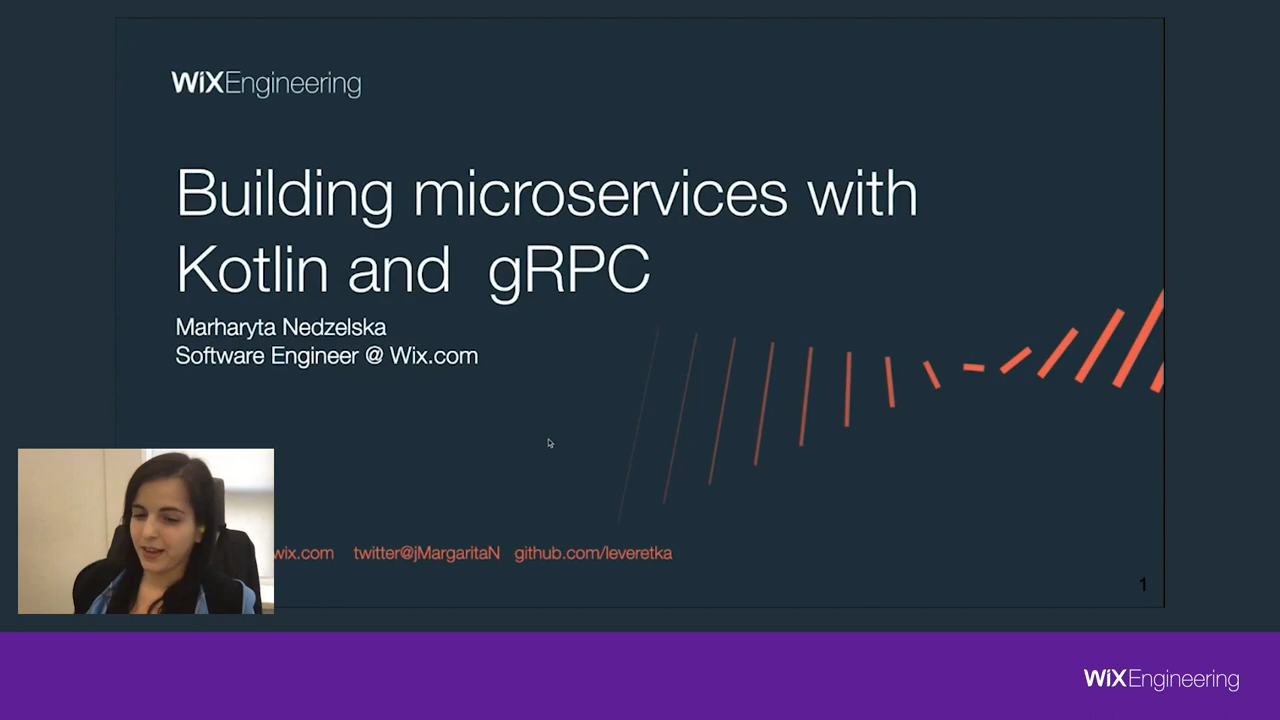 WiXEngineering
Building microservices with
Kotlin and gRPC
Marharyta Nedzelska
Software Engineer @ Wix.com
wix.com twitter@jMargaritaN github.com/leveretka
1
WiXEngineering